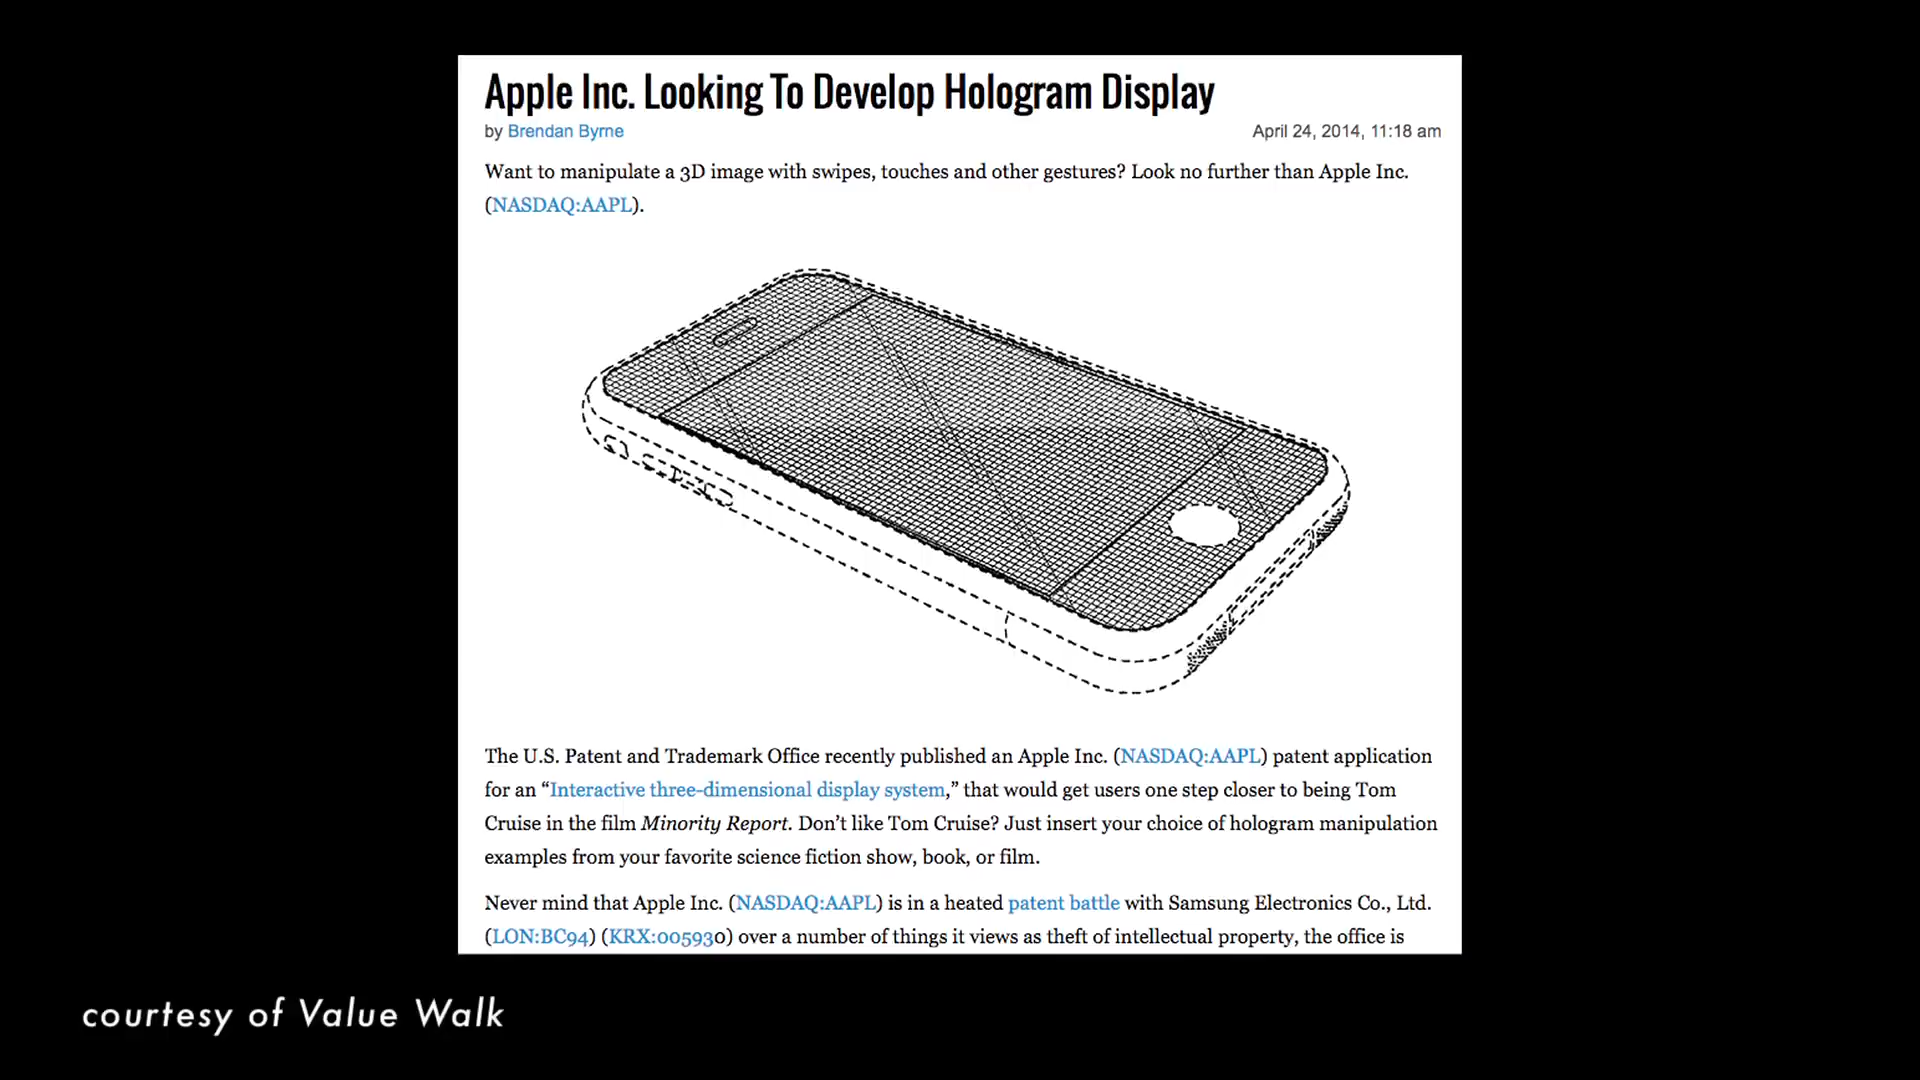 Apple Inc. Looking To Develop Hologram Display
by Brendan Byrne April 24, 2014, 11:18 am
Want to manipulate a 3D image with swipes, touches and other gestures? Look no further than Apple Inc.
(NASDAQ:AAPL).
The U.S. Patent and Trademark Office recently published an Apple Inc. (NASDAQ:AAPL) patent application
for an “Interactive three-dimensional display system,” that would get users one step closer to being Tom
Cruise in the film Minority Report. Don’t like Tom Cruise? Just insert your choice of hologram manipulation
examples from your favorite science fiction show, book, or film.
Never mind that Apple Inc. (NASDAQ:AAPL) is in a heated patent battle with Samsung Electronics Co., Ltd.
(LON:BC94) (KRX:005930) over a number of things it views as theft of intellectual property, the office is
courtesy of Value Walk